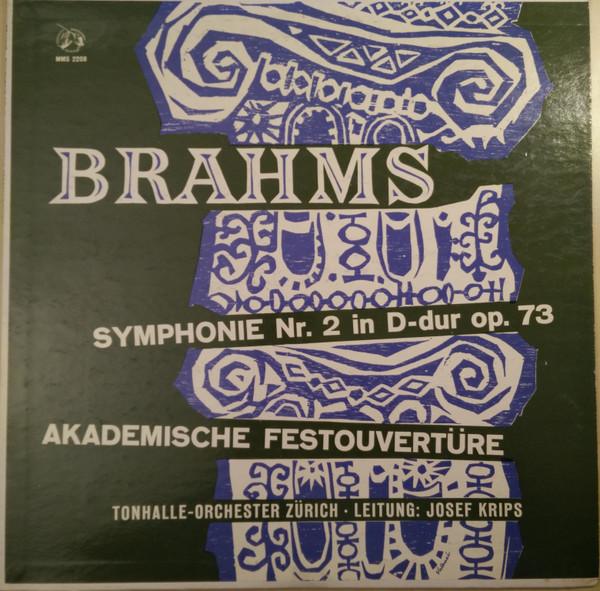 MMS 2208
BRAHMS
SYMPHONIE Nr. 2 in D-dur op. 73
AKADEMISCHE FESTOUVERTÜRE
TONHALLE-ORCHESTER ZÜRICH · LEITUNG: JOSEF KRIPS